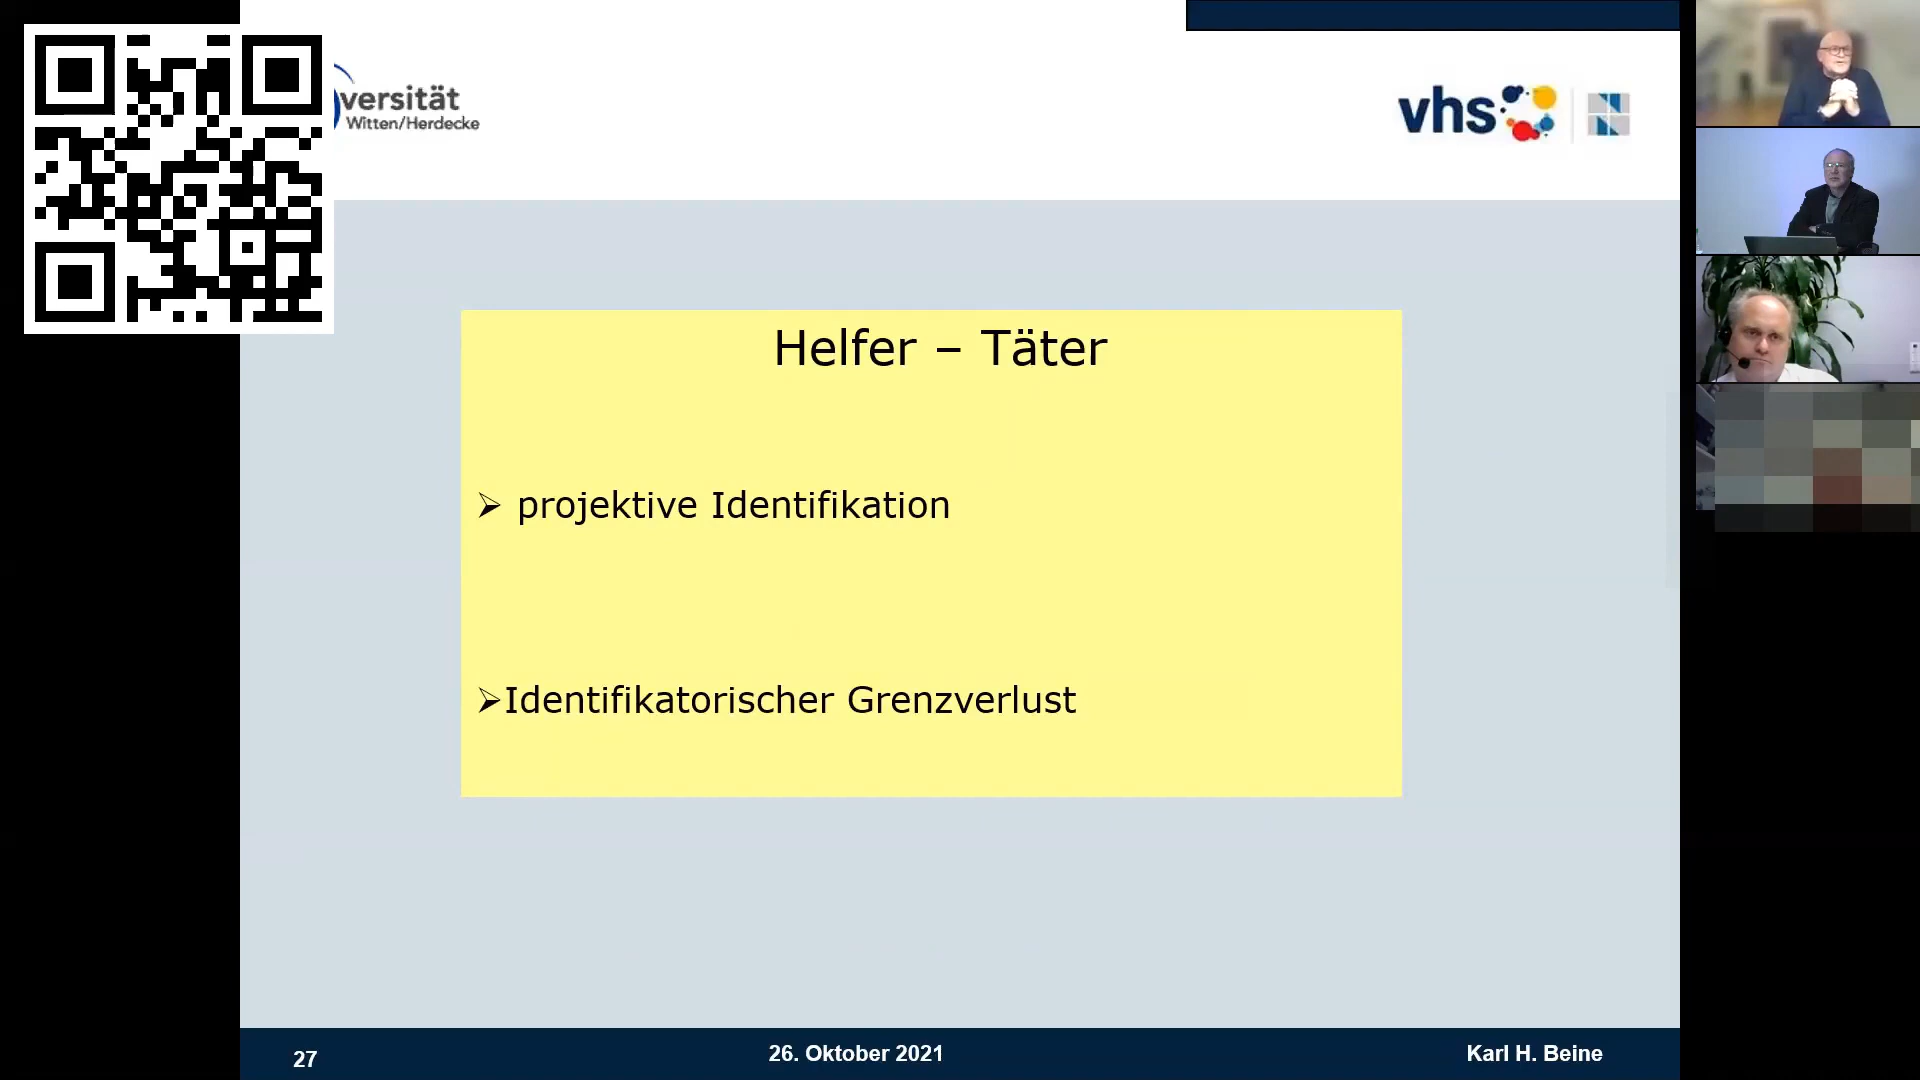 versität
Witten/Herdecke
vhs
Helfer – Täter
➢ projektive Identifikation
➢Identifikatorischer Grenzverlust
27
26. Oktober 2021
Karl H. Beine